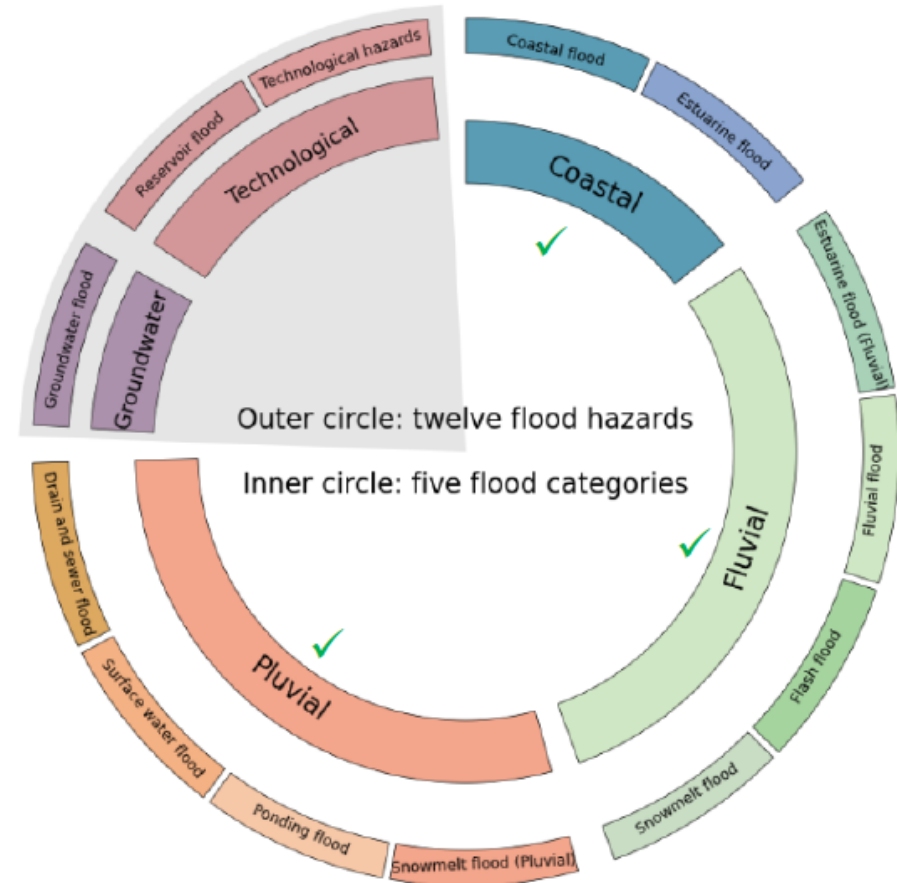 Technological hazards
Reservoir flood
Groundwater flood
Technological
Groundwater
Coastal flood
Estuarine flood
Coastal
Estuarine flood (Fluvial)
Fluvial flood
Flash flood
Snowmelt flood
Fluvial
Outer circle: twelve flood hazards
Inner circle: five flood categories
Pluvial
Drain and sewer flood
Surface water flood
Ponding flood
Snowmelt flood (Pluvial)